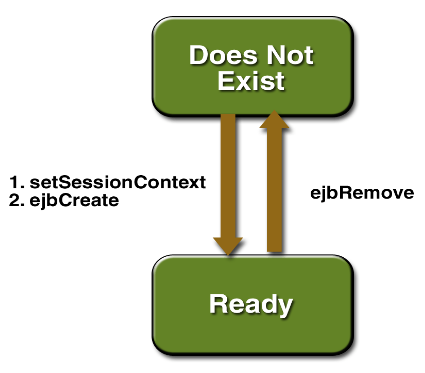 Does Not
Exist
1. setSessionContext
2. ejbCreate
ejbRemove
Ready